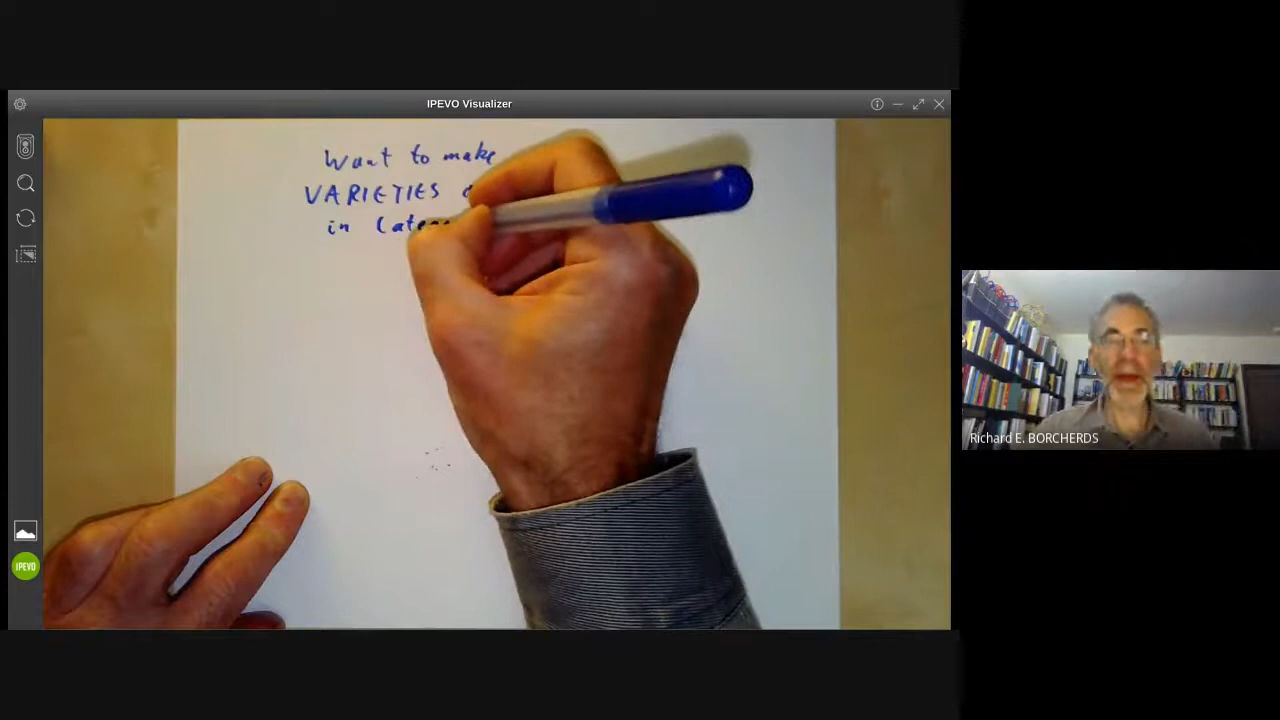 IPEVO Visualizer
Want to make
VARIETIES
in
IPEVO
Richard E. BORCHERDS